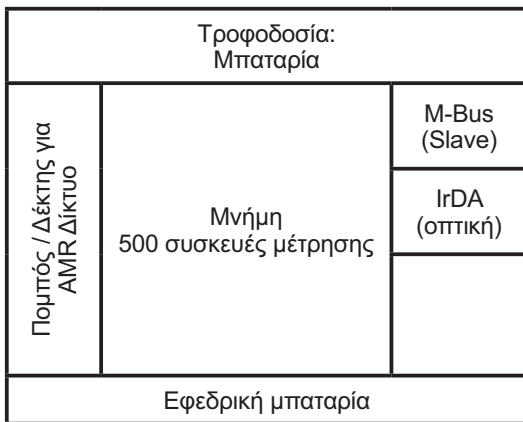 Τροφοδοσία:
Μπαταρία
Πομπός / Δέκτης για
AMR Δίκτυο
Μνήμη
500 συσκευές μέτρησης
M-Bus
(Slave)
IrDA
(οπτική)
Εφεδρική μπαταρία